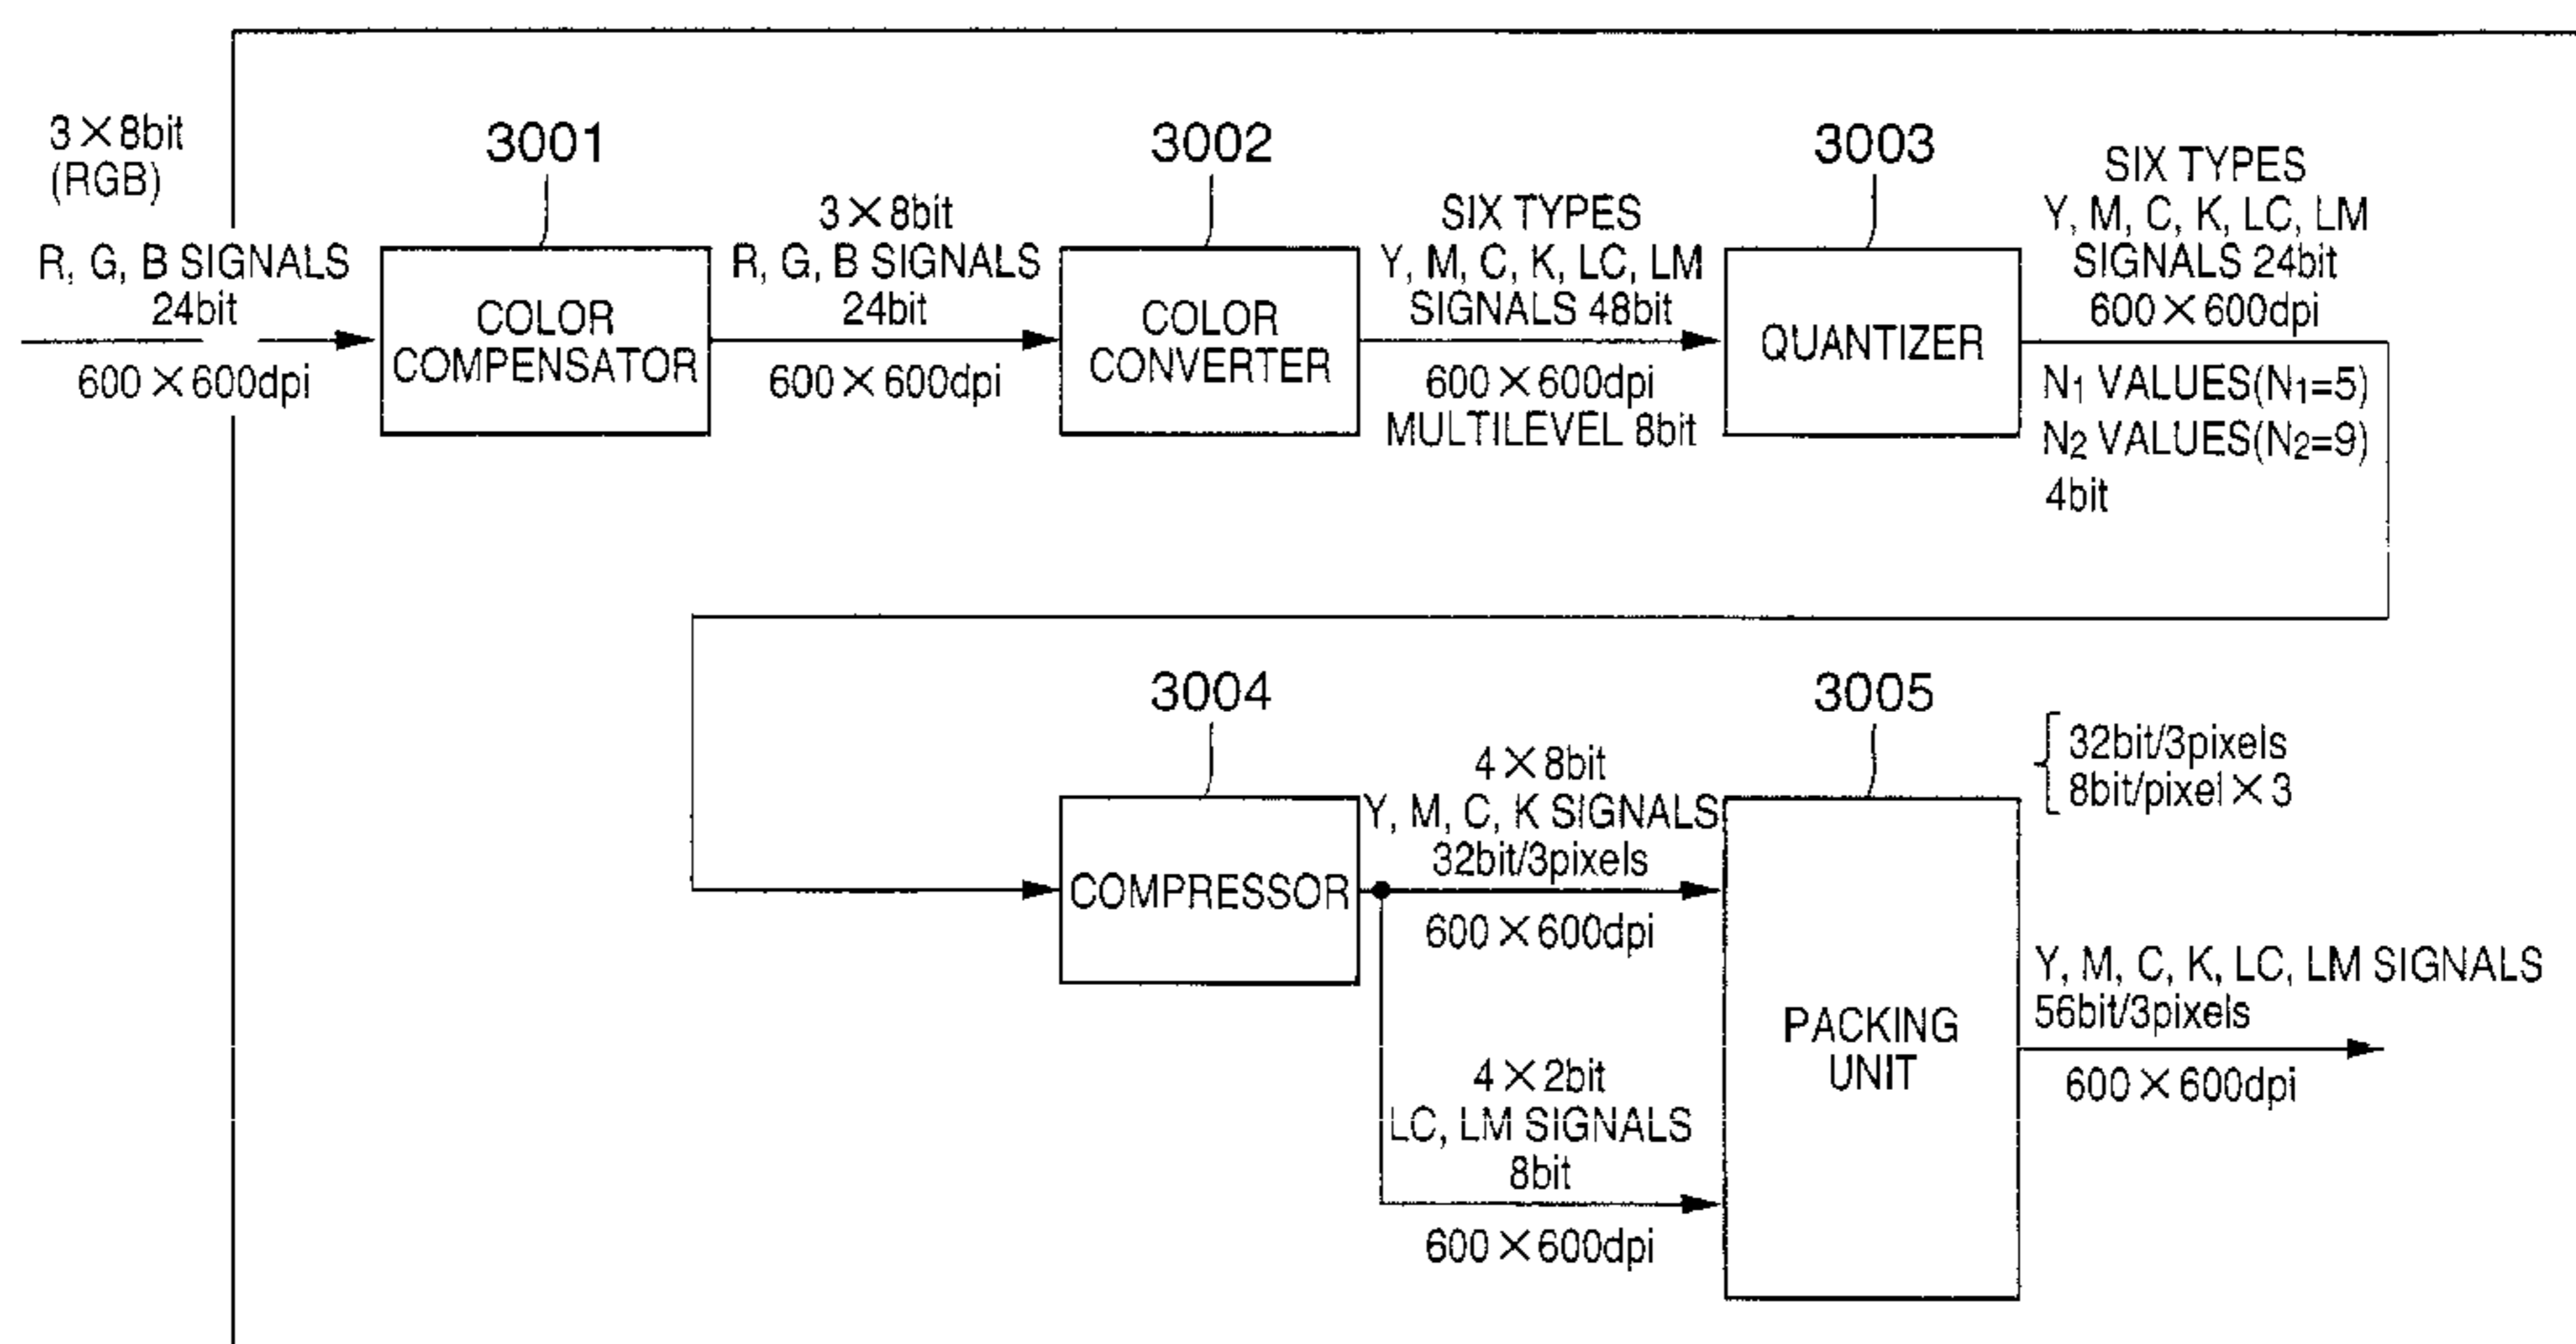 3×8bit
(RGB)
R, G, B SIGNALS
24bit
600×600dpi
3001
COLOR
COMPENSATOR
3×8bit
R, G, B SIGNALS
24bit
600×600dpi
3002
COLOR
CONVERTER
SIX TYPES
Y, M, C, K, LC, LM
SIGNALS 48bit
600×600dpi
MULTILEVEL 8bit
3003
QUANTIZER
SIX TYPES
Y, M, C, K, LC, LM
SIGNALS 24bit
600×600dpi
N1 VALUES(N1=5)
N2 VALUES(N2=9)
4bit
3004
COMPRESSOR
4×8bit
Y, M, C, K SIGNALS
32bit/3pixels
600×600dpi
4×2bit
LC, LM SIGNALS
8bit
600×600dpi
3005
PACKING
UNIT
32bit/3pixels
8bit/pixel×3
Y, M, C, K, LC, LM SIGNALS
56bit/3pixels
600×600dpi